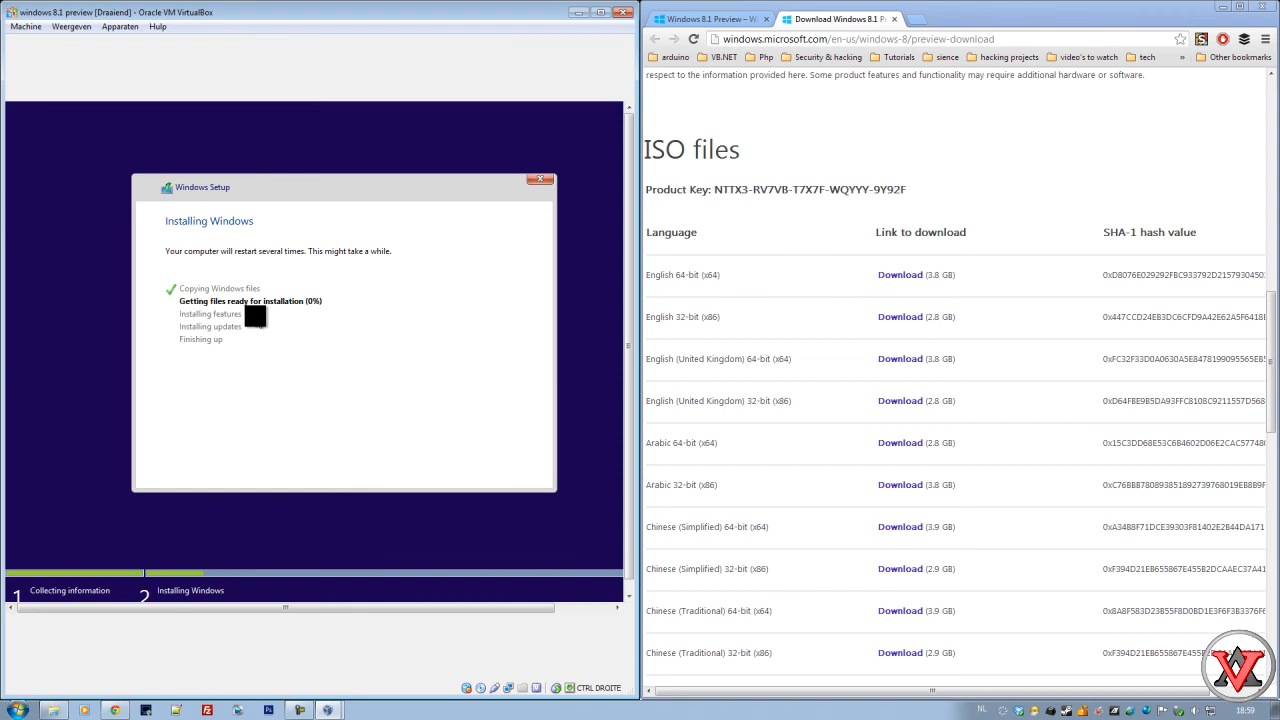 windows 8.1 preview [Draaiend] - Oracle VM VirtualBox
Machine Weergeven Apparaten Help
Windows Setup
Installing Windows
Your computer will restart several times. This might take a while.
Copying Windows files
Getting files ready for installation (0%)
Installing features
Installing updates
Finishing up
1 Collecting information 2 Installing Windows
CTRL DROITE
Windows 8.1 Preview – W
Download Windows 8.1 P
windows.microsoft.com/en-us/windows-8/preview-download
arduino VB.NET Php Security & hacking Tutorials sience hacking projects video's to watch tech » Other bookmarks
respect to the information provided here. Some product features and functionality may require additional hardware or software.
ISO files
Product Key: NTTX3-RV7VB-T7X7F-WQYYY-9Y92F
Language Link to download SHA-1 hash value
English 64-bit (x64) Download (3.8 GB) 0xD8076E029292FBC933792D215793045031
English 32-bit (x86) Download (2.8 GB) 0x447CCD24EB3DC6CFD9A42E62A5F6418
English (United Kingdom) 64-bit (x64) Download (3.8 GB)
English (United Kingdom) 32-bit (x86) Download (2.8 GB)
Arabic 64-bit (x64) Download (2.8 GB)
Arabic 32-bit (x86) Download (3.8 GB)
Chinese (Simplified) 64-bit (x64) Download (3.9 GB)
Chinese (Simplified) 32-bit (x86) Download (2.9 GB)
Chinese (Traditional) 64-bit (x64) Download (3.9 GB)
Chinese (Traditional) 32-bit (x86) Download (2.9 GB)
NL 18:59